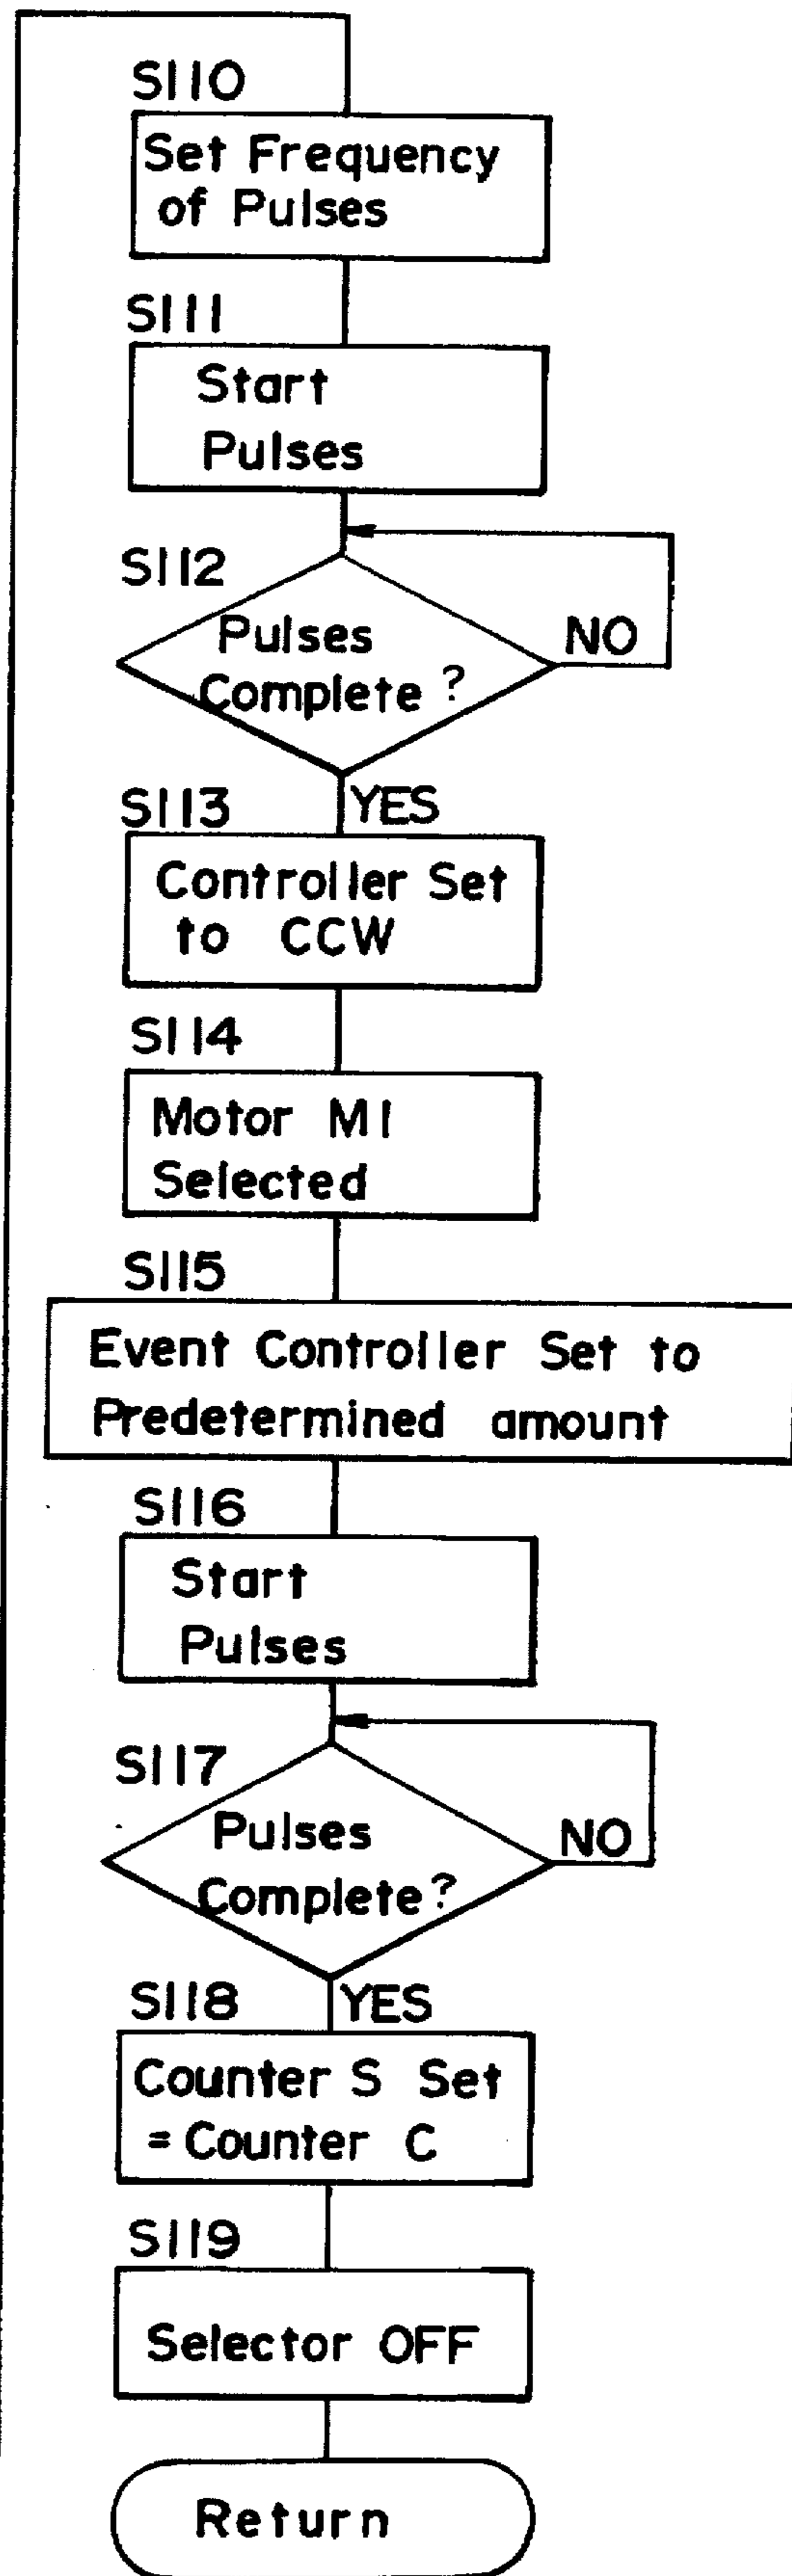 S110
Set Frequency
of Pulses
S111
Start
Pulses
S112
Pulses
Complete ?
NO
YES
S113
Controller Set
to CCW
S114
Motor M1
Selected
S115
Event Controller Set to
Predetermined amount
S116
Start
Pulses
S117
Pulses
Complete?
NO
YES
S118
Counter S Set
= Counter C
S119
Selector OFF
Return